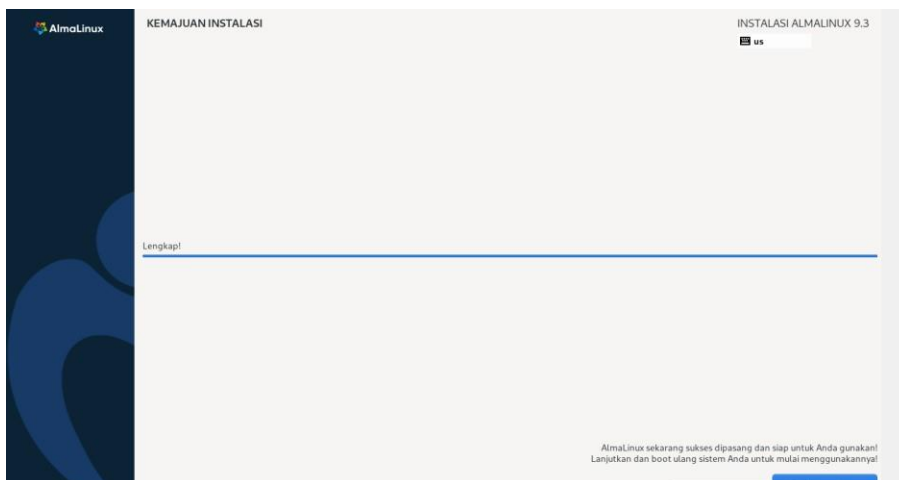 AlmaLinux
KEMAJUAN INSTALASI
INSTALASI ALMALINUX 9.3
us
Lengkap!
AlmaLinux sekarang sukses dipasang dan siap untuk Anda gunakan!
Lanjutkan dan boot ulang sistem Anda untuk mulai menggunakannya!